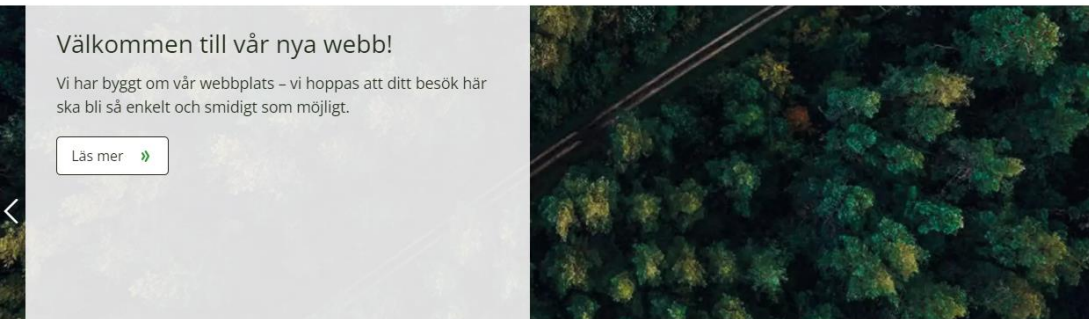 Välkommen till vår nya webb!
Vi har byggt om vår webbplats – vi hoppas att ditt besök här
ska bli så enkelt och smidigt som möjligt.
Läs mer